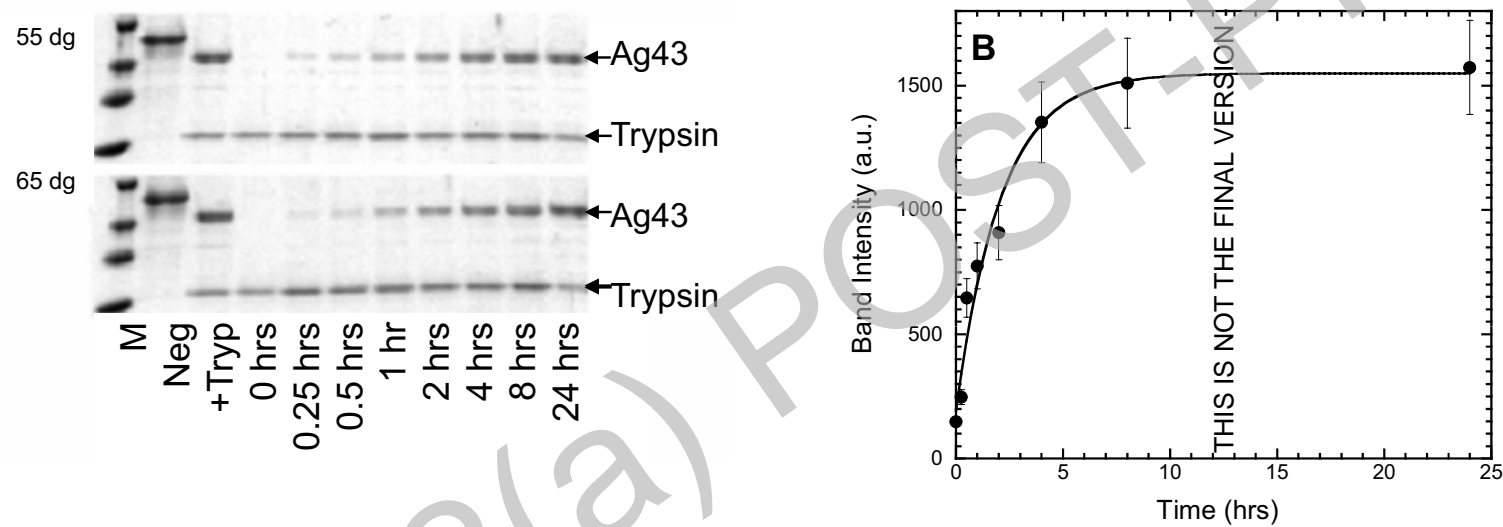 55 dg
Ag43
Trypsin
65 dg
Ag43
Trypsin
M
Neg
+Tryp
0 hrs
0.25 hrs
0.5 hrs
1 hr
2 hrs
4 hrs
8 hrs
24 hrs
B
1500
1000
500
0
Band Intensity (a.u.)
0 5 10 15 20 25
Time (hrs)
THIS IS NOT THE FINAL VERSION
(a) POST-